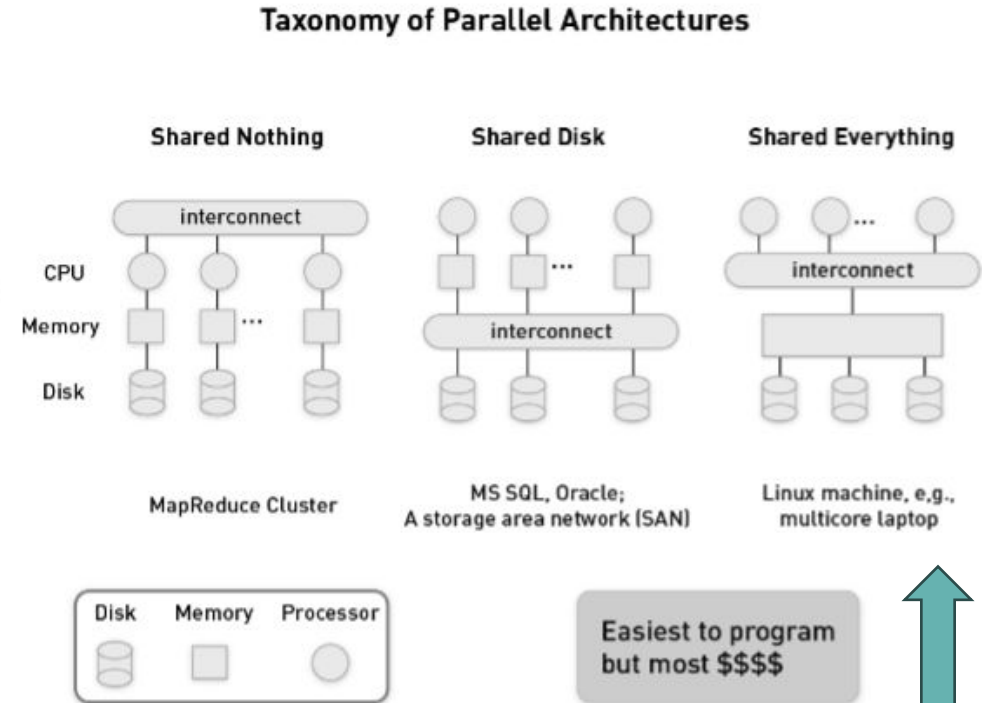 Taxonomy of Parallel Architectures
Shared Nothing
Shared Disk
Shared Everything
interconnect
CPU
Memory
...
Disk
MapReduce Cluster
...
interconnect
MS SQL, Oracle;
A storage area network (SAN)
...
interconnect
Linux machine, e,g.,
multicore laptop
Disk Memory Processor
Easiest to program
but most $$$$